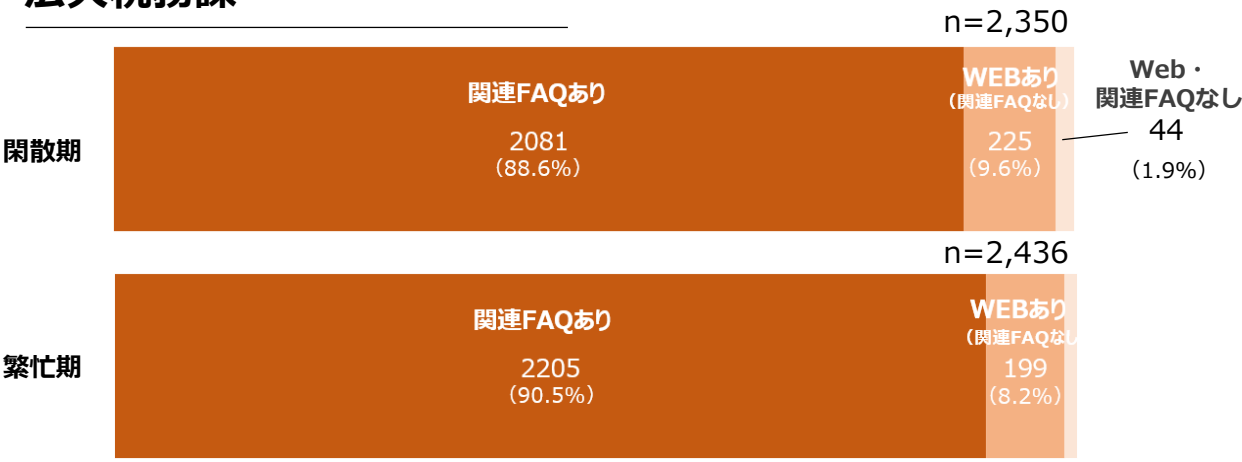 n=2,350
関連FAQあり
2081
（88.6%）
WEBあり
（関連FAQなし）
225
（9.6%）
Web・
関連FAQなし
44
（1.9%）
閑散期
n=2,436
関連FAQあり
2205
（90.5%）
WEBあり
（関連FAQなし
199
（8.2%）
繁忙期